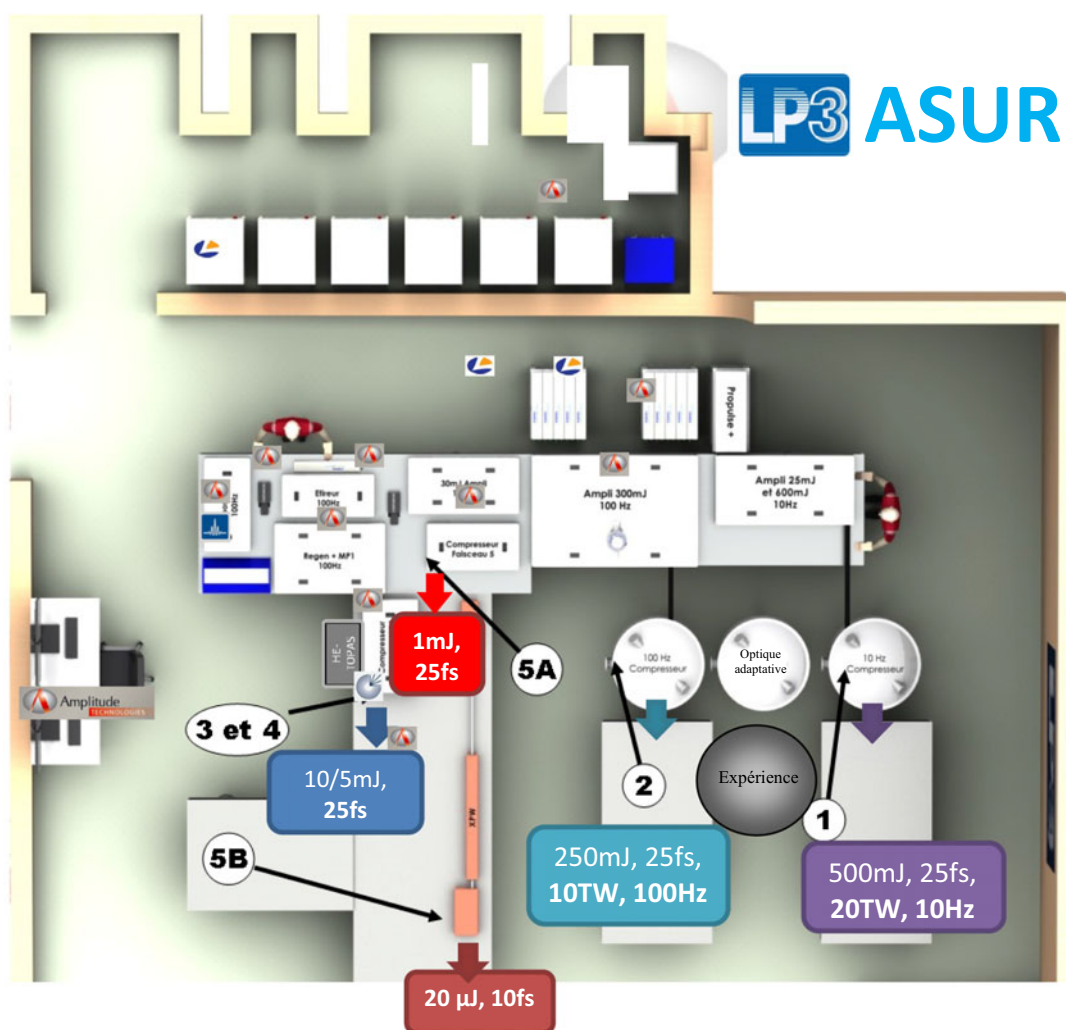 LP3 ASUR
Propulse +
100Hz
Etireur
100Hz
30mJ Ampli
Ampli 300mJ
100 Hz
Ampli 25mJ
et 600mJ
10Hz
Regen + MP1
100Hz
Compresseur
Faisceau 5
HE-
TOPAS
Compresseur
1mJ,
25fs
5A
100 Hz
Compresseur
Optique
adaptative
10 Hz
Compresseur
Amplitude
TECHNOLOGIES
3 et 4
10/5mJ,
25fs
XPW
2
Expérience
1
5B
250mJ, 25fs,
10TW, 100Hz
500mJ, 25fs,
20TW, 10Hz
20 µJ, 10fs